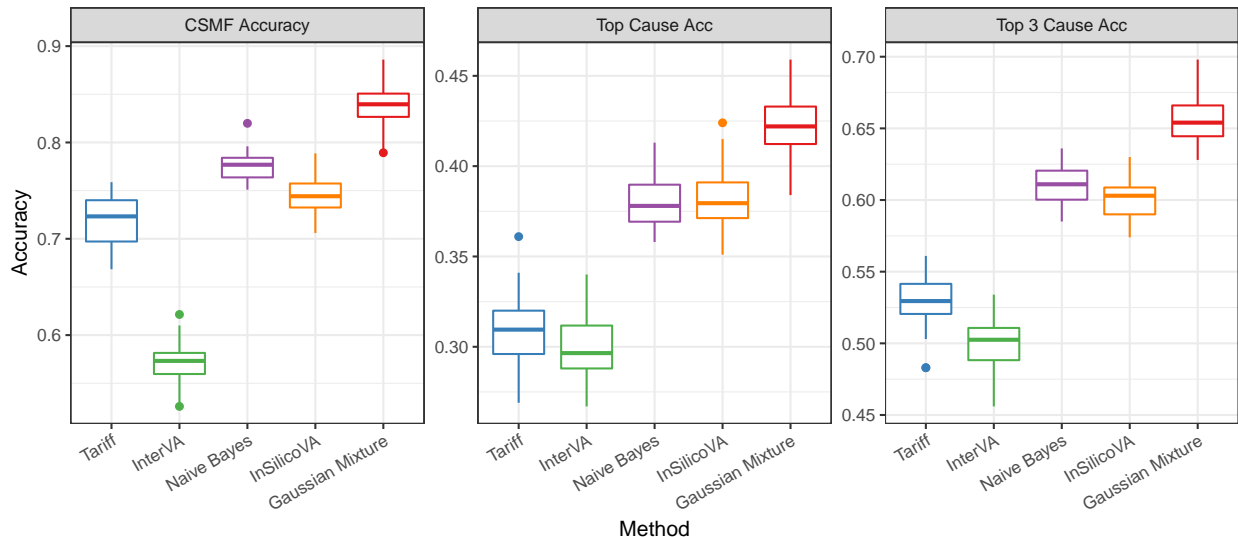 CSMF Accuracy
Top Cause Acc
Top 3 Cause Acc
Accuracy
0.9
0.8
0.7
0.6
0.45
0.40
0.35
0.30
0.70
0.65
0.60
0.55
0.50
0.45
Tariff
InterVA
Naive Bayes
InSilicoVA
Gaussian Mixture
Tariff
InterVA
Naive Bayes
InSilicoVA
Gaussian Mixture
Tariff
InterVA
Naive Bayes
InSilicoVA
Gaussian Mixture
Method